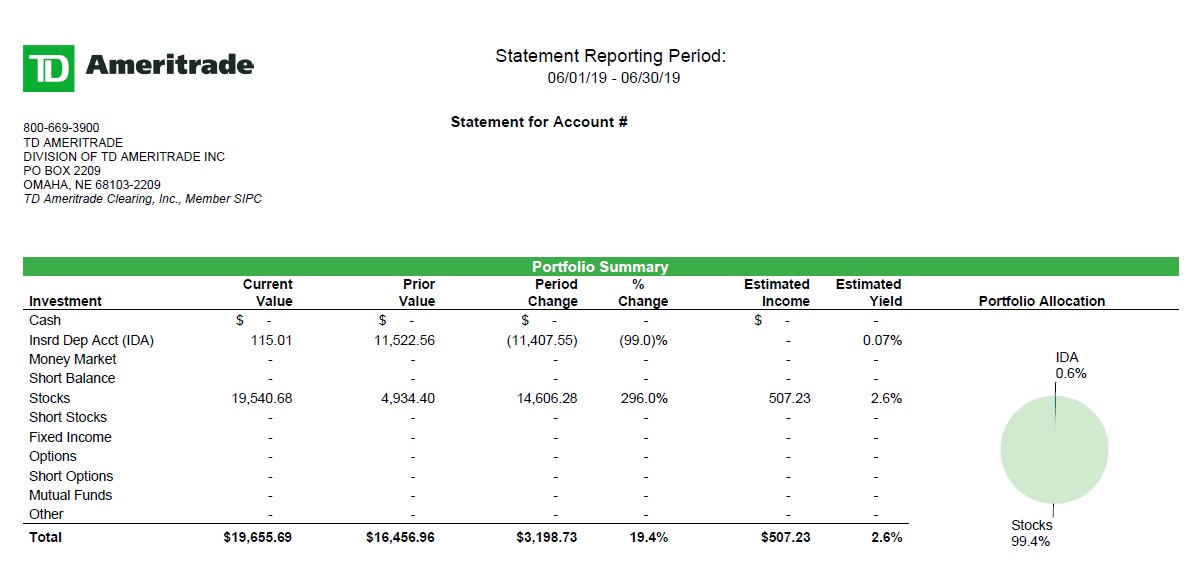 TD Ameritrade
Statement Reporting Period:
06/01/19 - 06/30/19
Statement for Account #
800-669-3900
TD AMERITRADE
DIVISION OF TD AMERITRADE INC
PO BOX 2209
OMAHA, NE 68103-2209
TD Ameritrade Clearing, Inc., Member SIPC
Portfolio Summary
Current Prior Period % Estimated Estimated
Investment Value Value Change Change Income Yield Portfolio Allocation
Cash $ - $ - $ - - $ - -
Insrd Dep Acct (IDA) 115.01 11,522.56 (11,407.55) (99.0)% - 0.07%
Money Market - - - - - -
Short Balance - - - - - -
Stocks 19,540.68 4,934.40 14,606.28 296.0% 507.23 2.6%
Short Stocks - - - - - -
Fixed Income - - - - - -
Options - - - - - -
Short Options - - - - - -
Mutual Funds - - - - - -
Other - - - - - -
Total $19,655.69 $16,456.96 $3,198.73 19.4% $507.23 2.6%
IDA
0.6%
Stocks
99.4%